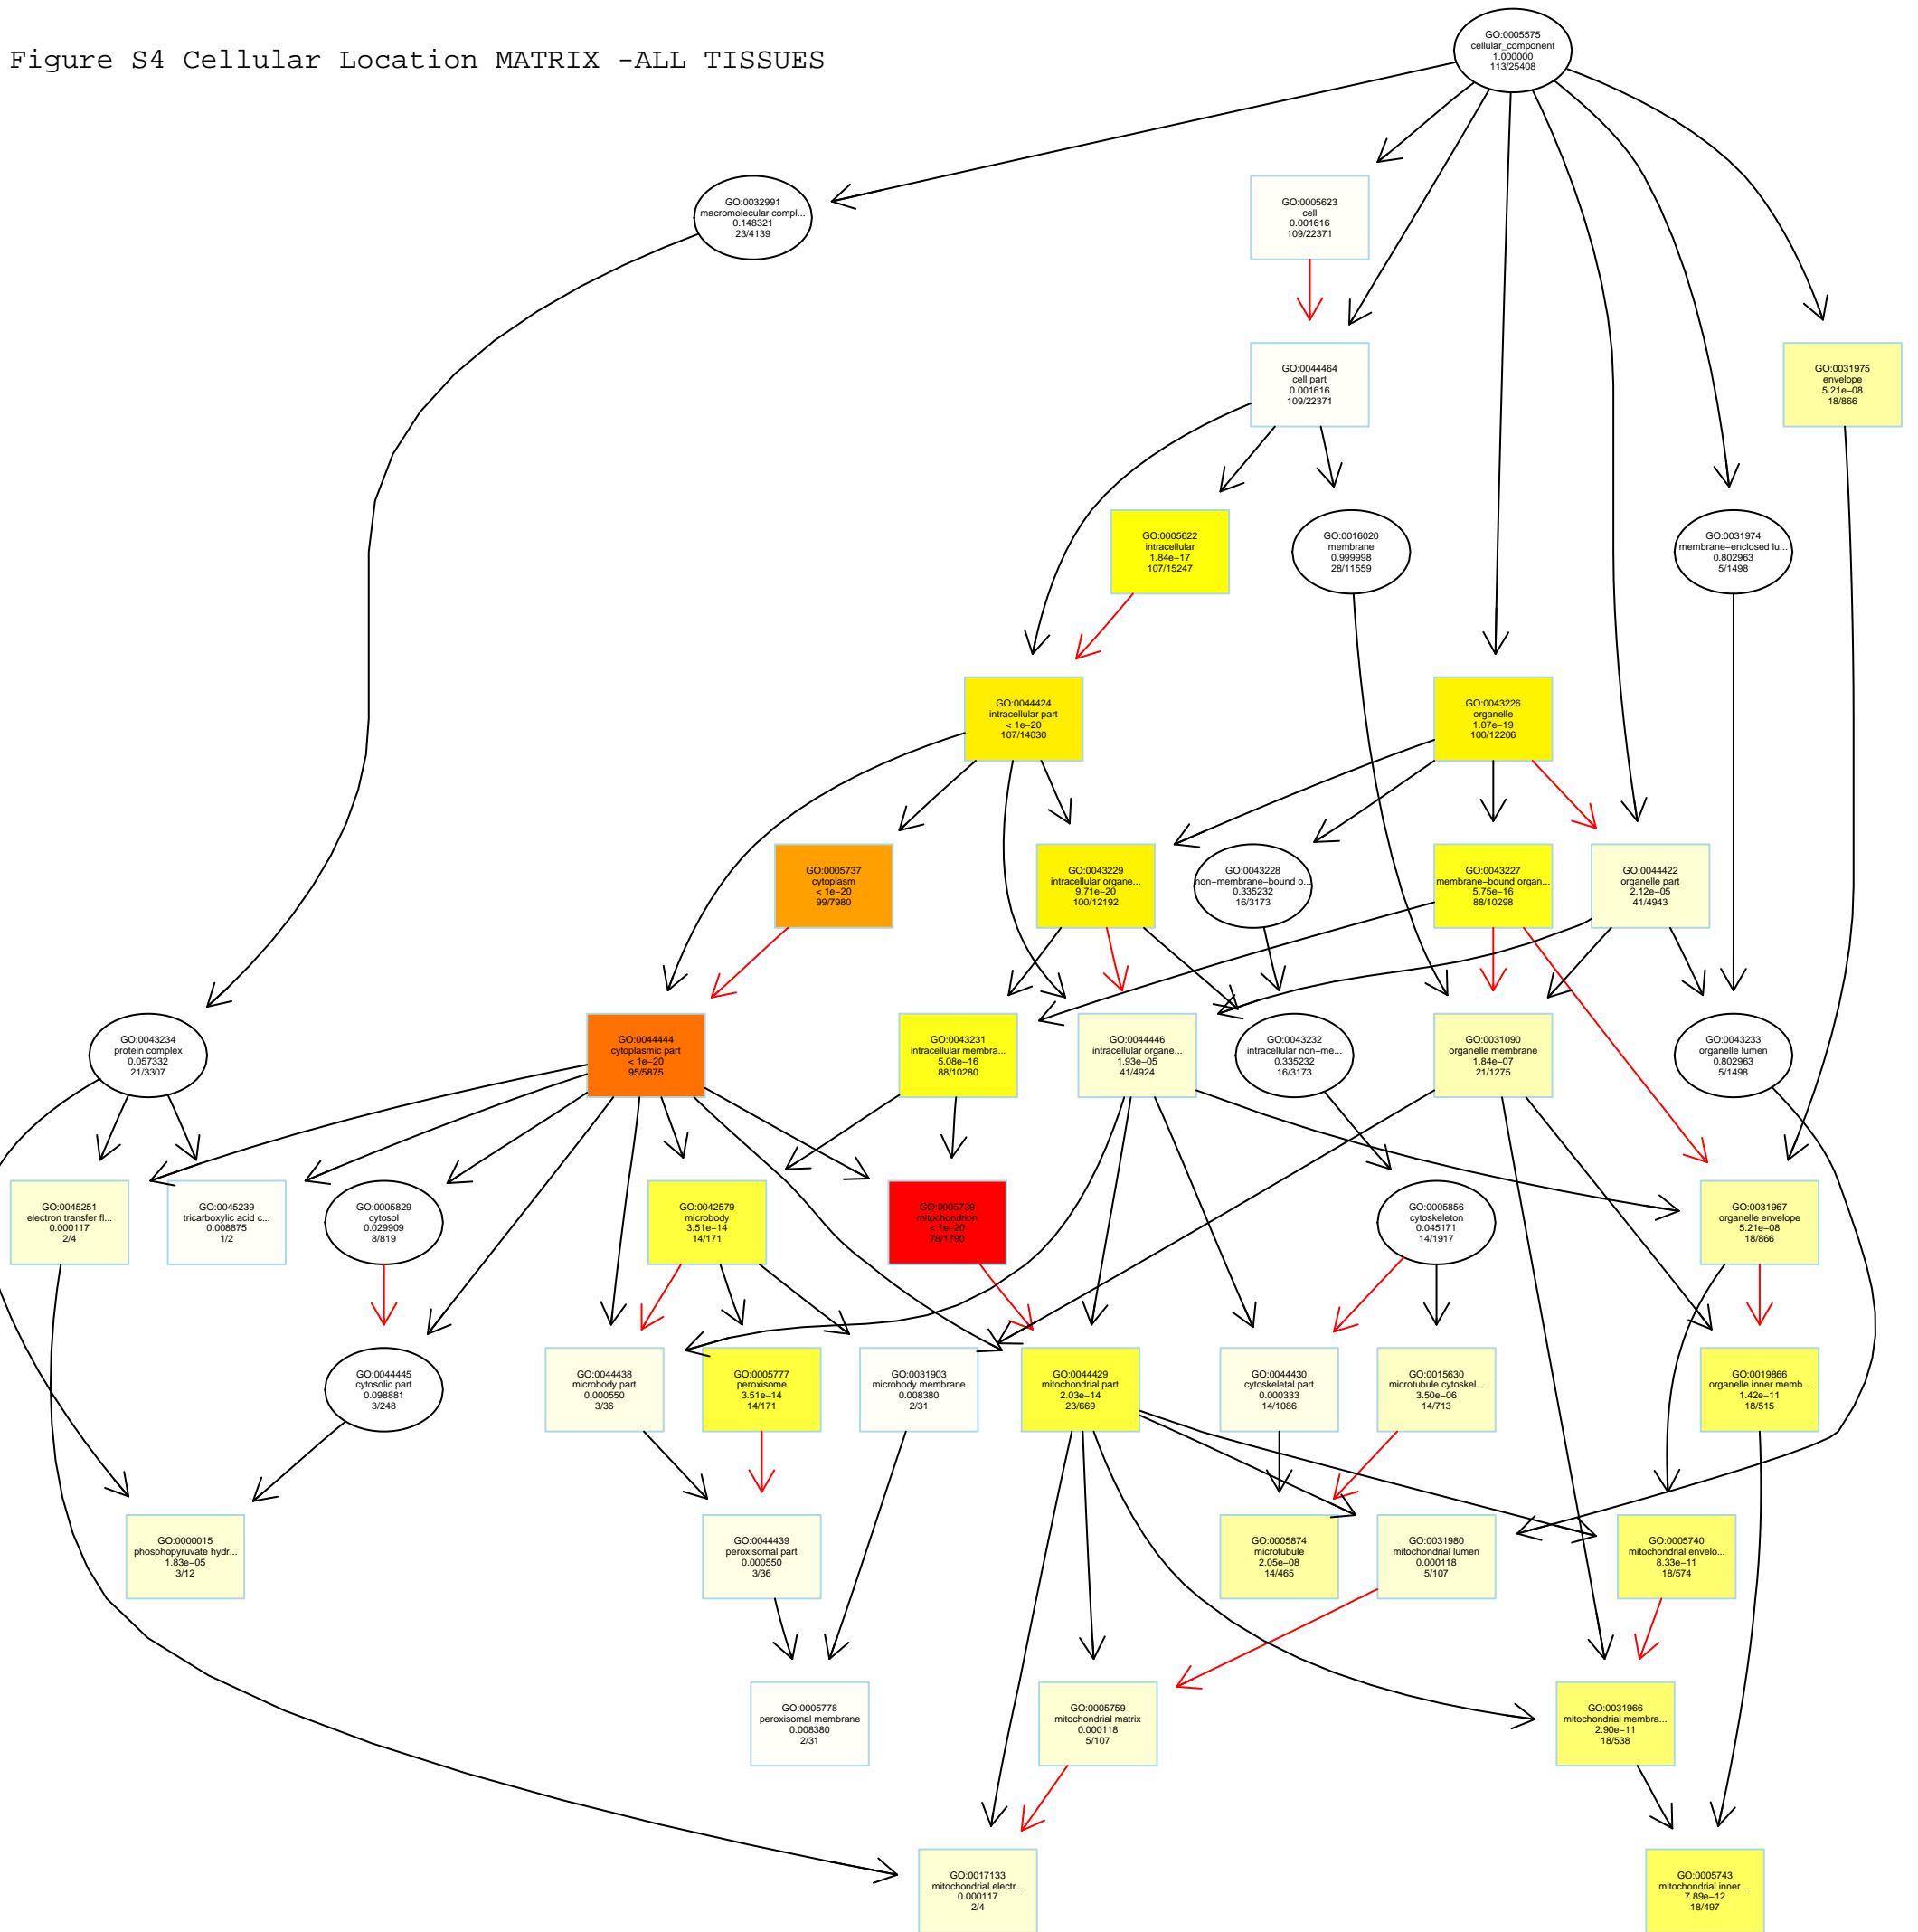 GO:0005575
cellular_component
1.000000
113/25408
Figure S4 Cellular Location MATRIX -ALL TISSUES
GO:0032991
macromolecular compl...
0.148321
23/4139
GO:0005623
cell
0.001616
109/22371
GO:0044464
cell part
0.001616
109/22371
GO:0031975
envelope
5.21e−08
18/866
GO:0005622
intracellular
1.84e−17
107/15247
GO:0016020
membrane
0.999998
28/11559
GO:0031974
membrane−enclosed lu...
0.802963
5/1498
GO:0044424
intracellular part
< 1e−20
107/14030
GO:0043226
organelle
1.07e−19
100/12206
GO:0005737
cytoplasm
< 1e−20
99/7980
GO:0043229
intracellular organe...
9.71e−20
100/12192
GO:0043228
non−membrane−bound o...
0.335232
16/3173
GO:0043227
membrane−bound organ...
5.75e−16
88/10298
GO:0044422
organelle part
2.12e−05
41/4943
GO:0043234
protein complex
0.057332
21/3307
GO:0044444
cytoplasmic part
< 1e−20
95/5875
GO:0043231
intracellular membra...
5.08e−16
88/10280
GO:0044446
intracellular organe...
1.93e−05
41/4924
GO:0043232
intracellular non−me...
0.335232
16/3173
GO:0031090
organelle membrane
1.84e−07
21/1275
GO:0043233
organelle lumen
0.802963
5/1498
GO:0045251
electron transfer fl...
0.000117
2/4
GO:0045239
tricarboxylic acid c...
0.008875
1/2
GO:0005829
cytosol
0.029909
8/819
GO:0042579
microbody
3.51e−14
14/171
GO:0005739
mitochondrion
< 1e−20
78/1790
GO:0005856
cytoskeleton
0.045171
14/1917
GO:0031967
organelle envelope
5.21e−08
18/866
GO:0044445
cytosolic part
0.098881
3/248
GO:0044438
microbody part
0.000550
3/36
GO:0005777
peroxisome
3.51e−14
14/171
GO:0031903
microbody membrane
0.008380
2/31
GO:0044429
mitochondrial part
2.03e−14
23/669
GO:0044430
cytoskeletal part
0.000333
14/1086
GO:0015630
microtubule cytoskel...
3.50e−06
14/713
GO:0019866
organelle inner memb...
1.42e−11
18/515
GO:0000015
phosphopyruvate hydr...
1.83e−05
3/12
GO:0044439
peroxisomal part
0.000550
3/36
GO:0005874
microtubule
2.05e−08
14/465
GO:0031980
mitochondrial lumen
0.000118
5/107
GO:0005740
mitochondrial envelo...
8.33e−11
18/574
GO:0005778
peroxisomal membrane
0.008380
2/31
GO:0005759
mitochondrial matrix
0.000118
5/107
GO:0031966
mitochondrial membra...
2.90e−11
18/538
GO:0017133
mitochondrial electr...
0.000117
2/4
GO:0005743
mitochondrial inner ...
7.89e−12
18/497